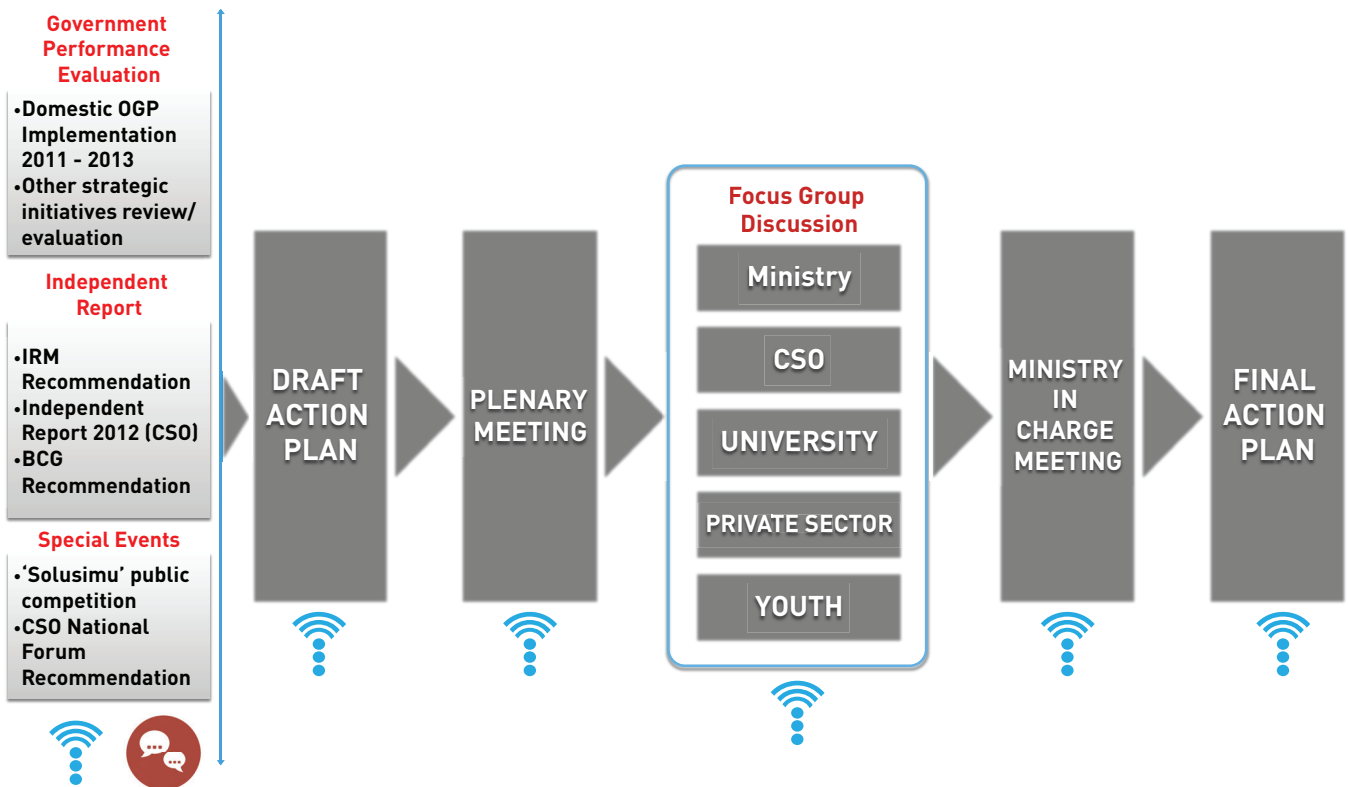 Government
Performance
Evaluation
•Domestic OGP
Implementation
2011 - 2013
•Other strategic
initiatives review/
evaluation
Independent
Report
•IRM
Recommendation
•Independent
Report 2012 (CSO)
•BCG
Recommendation
Special Events
•‘Solusimu’ public
competition
•CSO National
Forum
Recommendation
DRAFT
ACTION
PLAN
PLENARY
MEETING
Focus Group
Discussion
Ministry
CSO
UNIVERSITY
PRIVATE SECTOR
YOUTH
MINISTRY
IN
CHARGE
MEETING
FINAL
ACTION
PLAN